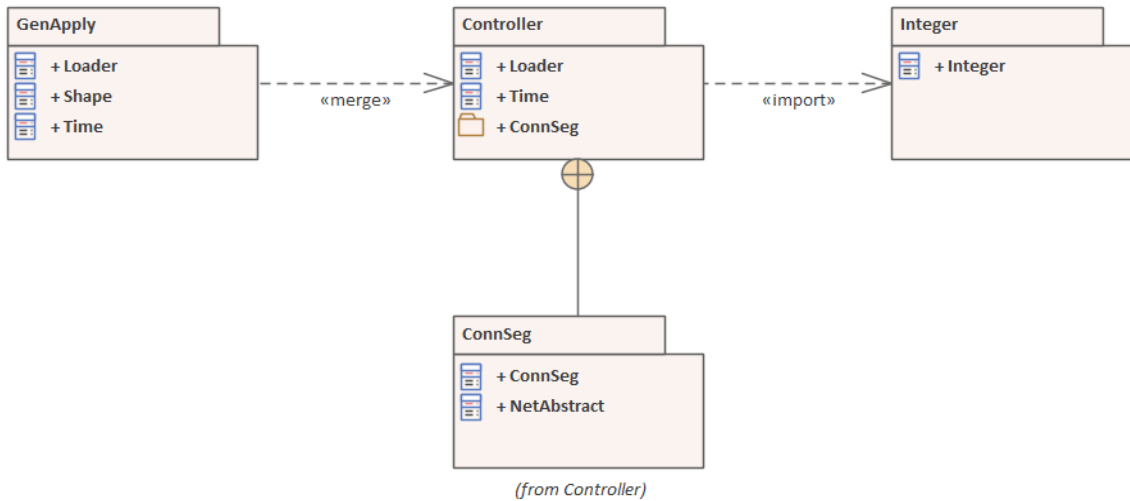 GenApply
+ Loader
+ Shape
+ Time
«merge»
Controller
+ Loader
+ Time
+ ConnSeg
«import»
Integer
+ Integer
ConnSeg
+ ConnSeg
+ NetAbstract
(from Controller)